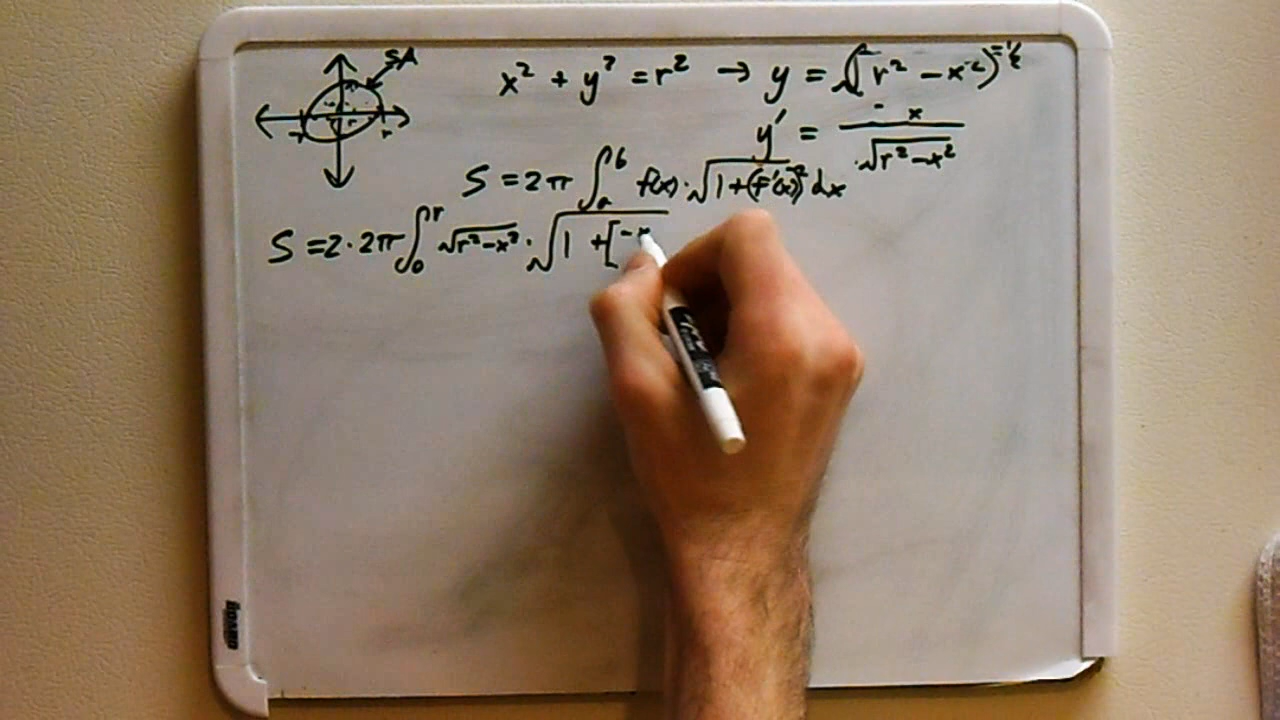 SA
x² + y² = r² → y = (√r² - x²)^½
r
y' = -x/√(r² - x²)
S = 2π ∫ₐᵇ f(x) · √(1 + (f'(x))²) dx
S = 2 · 2π ∫₀ʳ √(r² - x²) · √(1 + [-x
BOARD